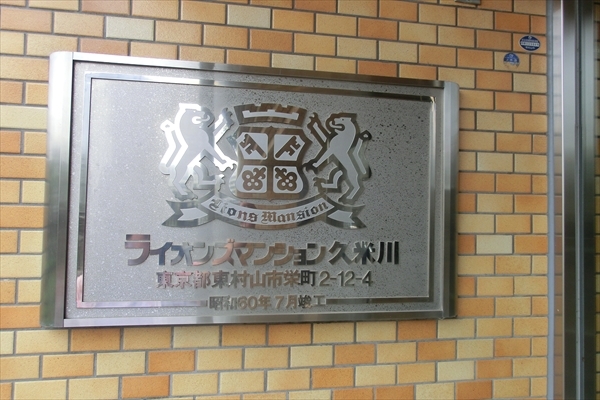 Lions Mansion
ライオンズマンション久米川
東京都東村山市栄町2-12-4
昭和60年7月竣工